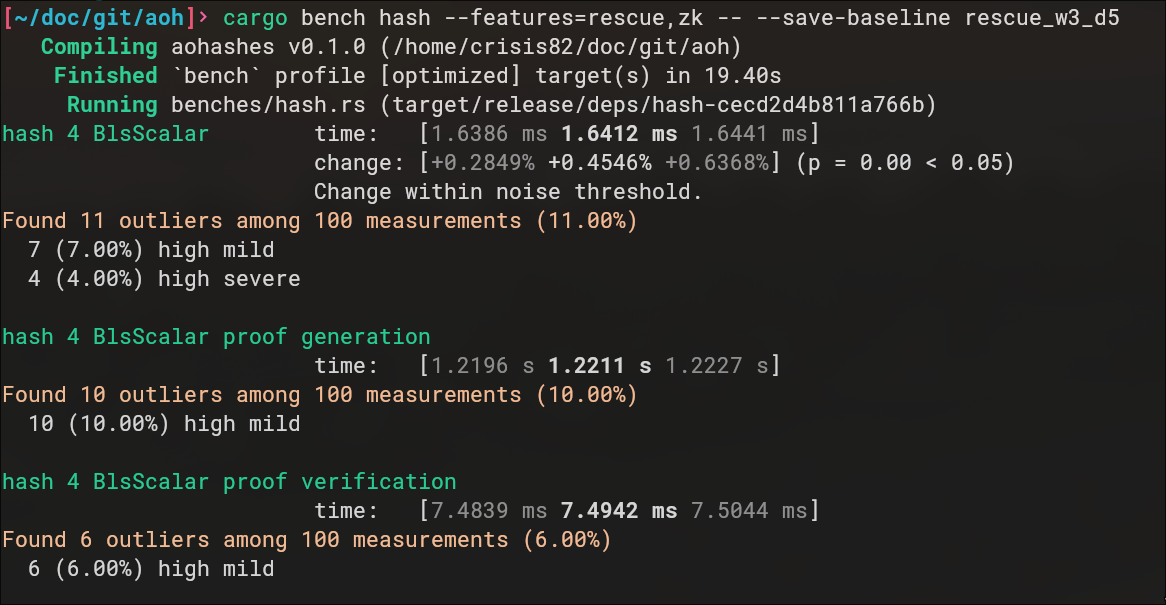 [~/doc/git/aoh]› cargo bench hash --features=rescue,zk -- --save-baseline rescue_w3_d5
Compiling aohashes v0.1.0 (/home/crisis82/doc/git/aoh)
Finished `bench` profile [optimized] target(s) in 19.40s
Running benches/hash.rs (target/release/deps/hash-cecd2d4b811a766b)
hash 4 BlsScalar time: [1.6386 ms 1.6412 ms 1.6441 ms]
change: [+0.2849% +0.4546% +0.6368%] (p = 0.00 < 0.05)
Change within noise threshold.
Found 11 outliers among 100 measurements (11.00%)
7 (7.00%) high mild
4 (4.00%) high severe
hash 4 BlsScalar proof generation
time: [1.2196 s 1.2211 s 1.2227 s]
Found 10 outliers among 100 measurements (10.00%)
10 (10.00%) high mild
hash 4 BlsScalar proof verification
time: [7.4839 ms 7.4942 ms 7.5044 ms]
Found 6 outliers among 100 measurements (6.00%)
6 (6.00%) high mild